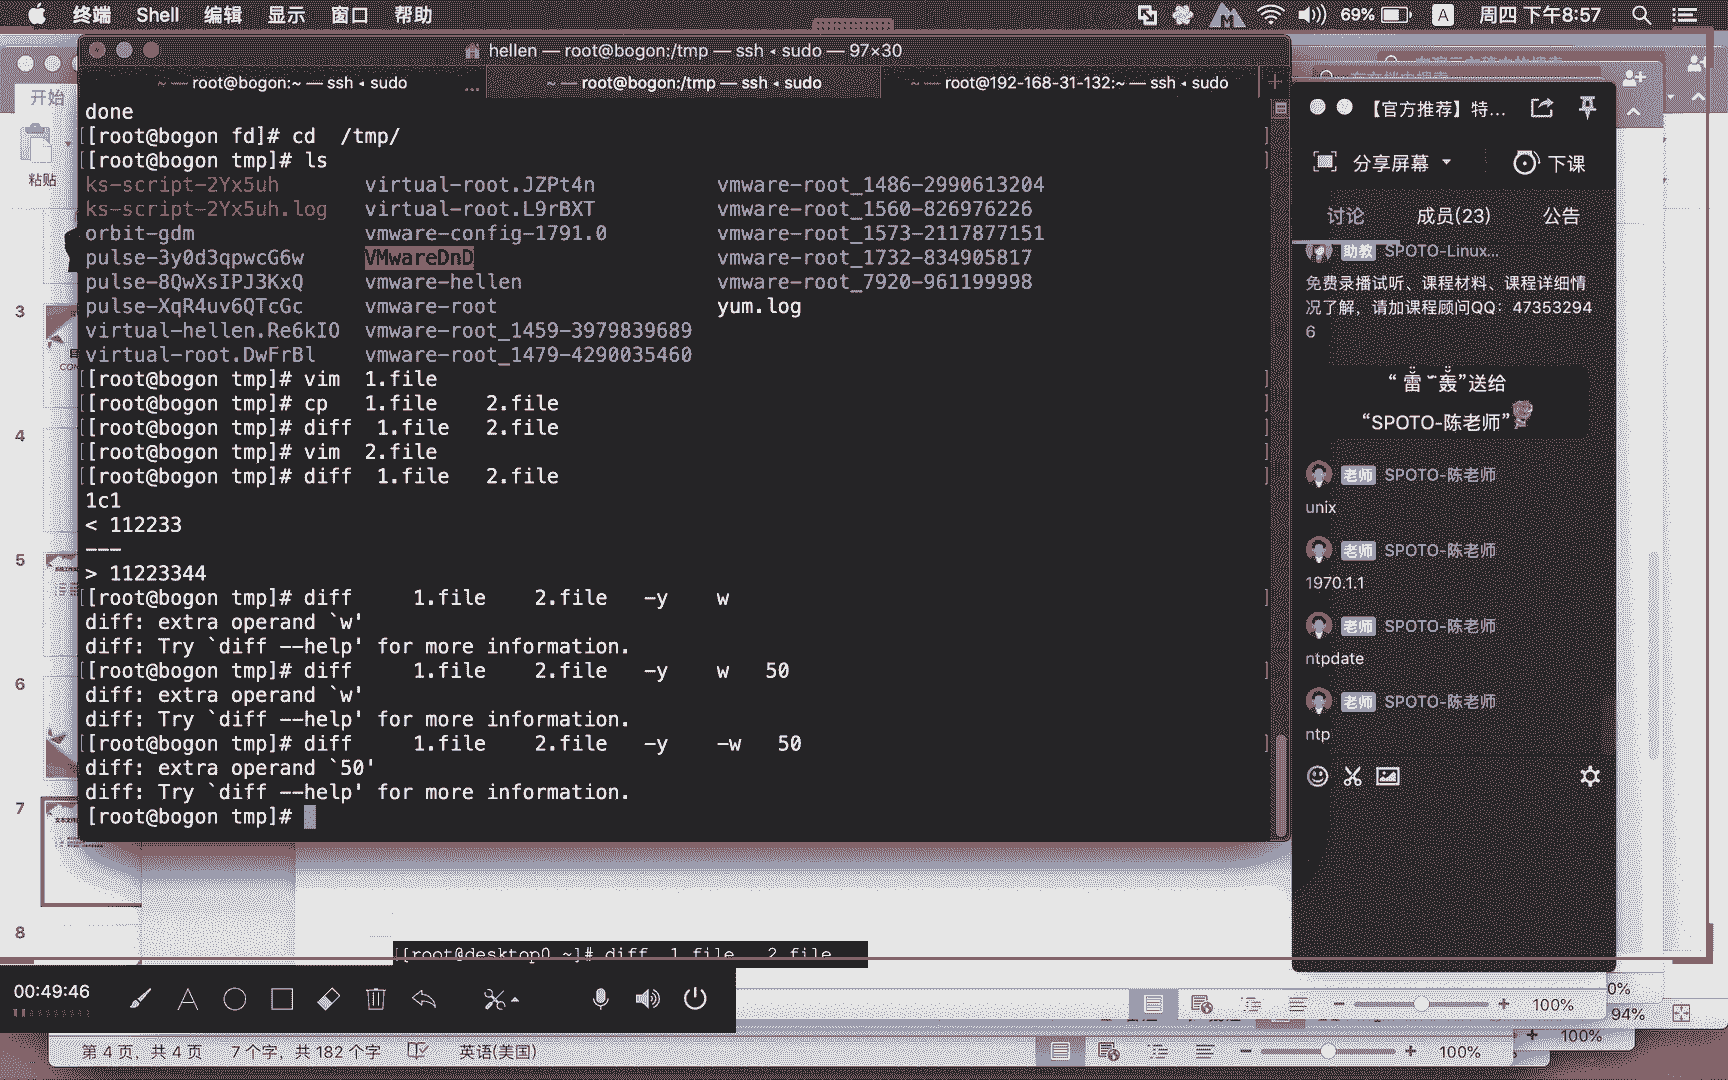 终端 Shell 编辑 显示 窗口 帮助
69% A 周四 下午8:57
hellen — root@bogon:/tmp — ssh ◂ sudo — 97×30
~ — root@bogon:~ — ssh ◂ sudo ...
~ — root@bogon:/tmp — ssh ◂ sudo
~ — root@192-168-31-132:~ — ssh ◂ sudo
done
[[root@bogon fd]# cd  /tmp/ ]
[[root@bogon tmp]# ls ]
ks-script-2Yx5uh virtual-root.JZPt4n vmware-root_1486-2990613204
ks-script-2Yx5uh.log virtual-root.L9rBXT vmware-root_1560-826976226
orbit-gdm vmware-config-1791.0 vmware-root_1573-2117877151
pulse-3y0d3qpwcG6w VMwareDnD vmware-root_1732-834905817
pulse-8QwXsIPJ3KxQ vmware-hellen vmware-root_7920-961199998
pulse-XqR4uv6QTcGc vmware-root yum.log
virtual-hellen.Re6kIO vmware-root_1459-3979839689
virtual-root.DwFrBl vmware-root_1479-4290035460
[[root@bogon tmp]# vim  1.file ]
[[root@bogon tmp]# cp   1.file    2.file ]
[[root@bogon tmp]# diff  1.file   2.file ]
[[root@bogon tmp]# vim  2.file ]
[[root@bogon tmp]# diff  1.file   2.file ]
1c1
< 112233
---
> 11223344
[[root@bogon tmp]# diff     1.file    2.file   -y    w ]
diff: extra operand `w'
diff: Try `diff --help' for more information.
[[root@bogon tmp]# diff     1.file    2.file   -y    w   50 ]
diff: extra operand `w'
diff: Try `diff --help' for more information.
[[root@bogon tmp]# diff     1.file    2.file   -y    -w   50 ]
diff: extra operand `50'
diff: Try `diff --help' for more information.
[root@bogon tmp]#
开始
粘贴
3
4
5
6
7
8
【官方推荐】特...
分享屏幕 下课
讨论 成员(23) 公告
助教 SPOTO-Linux...
免费录播试听、课程材料、课程详细情
况了解，请加课程顾问QQ：47353294
6
“ 雷 轰”送给
“SPOTO-陈老师”
老师 SPOTO-陈老师
unix
老师 SPOTO-陈老师
1970.1.1
老师 SPOTO-陈老师
ntpdate
老师 SPOTO-陈老师
ntp
[[root@desktop0 ~]# diff  1.file   2.file
00:49:46
100%
0%
94%
100%
第 4 页，共 4 页 7 个字，共 182 个字 英语(美国) 100%